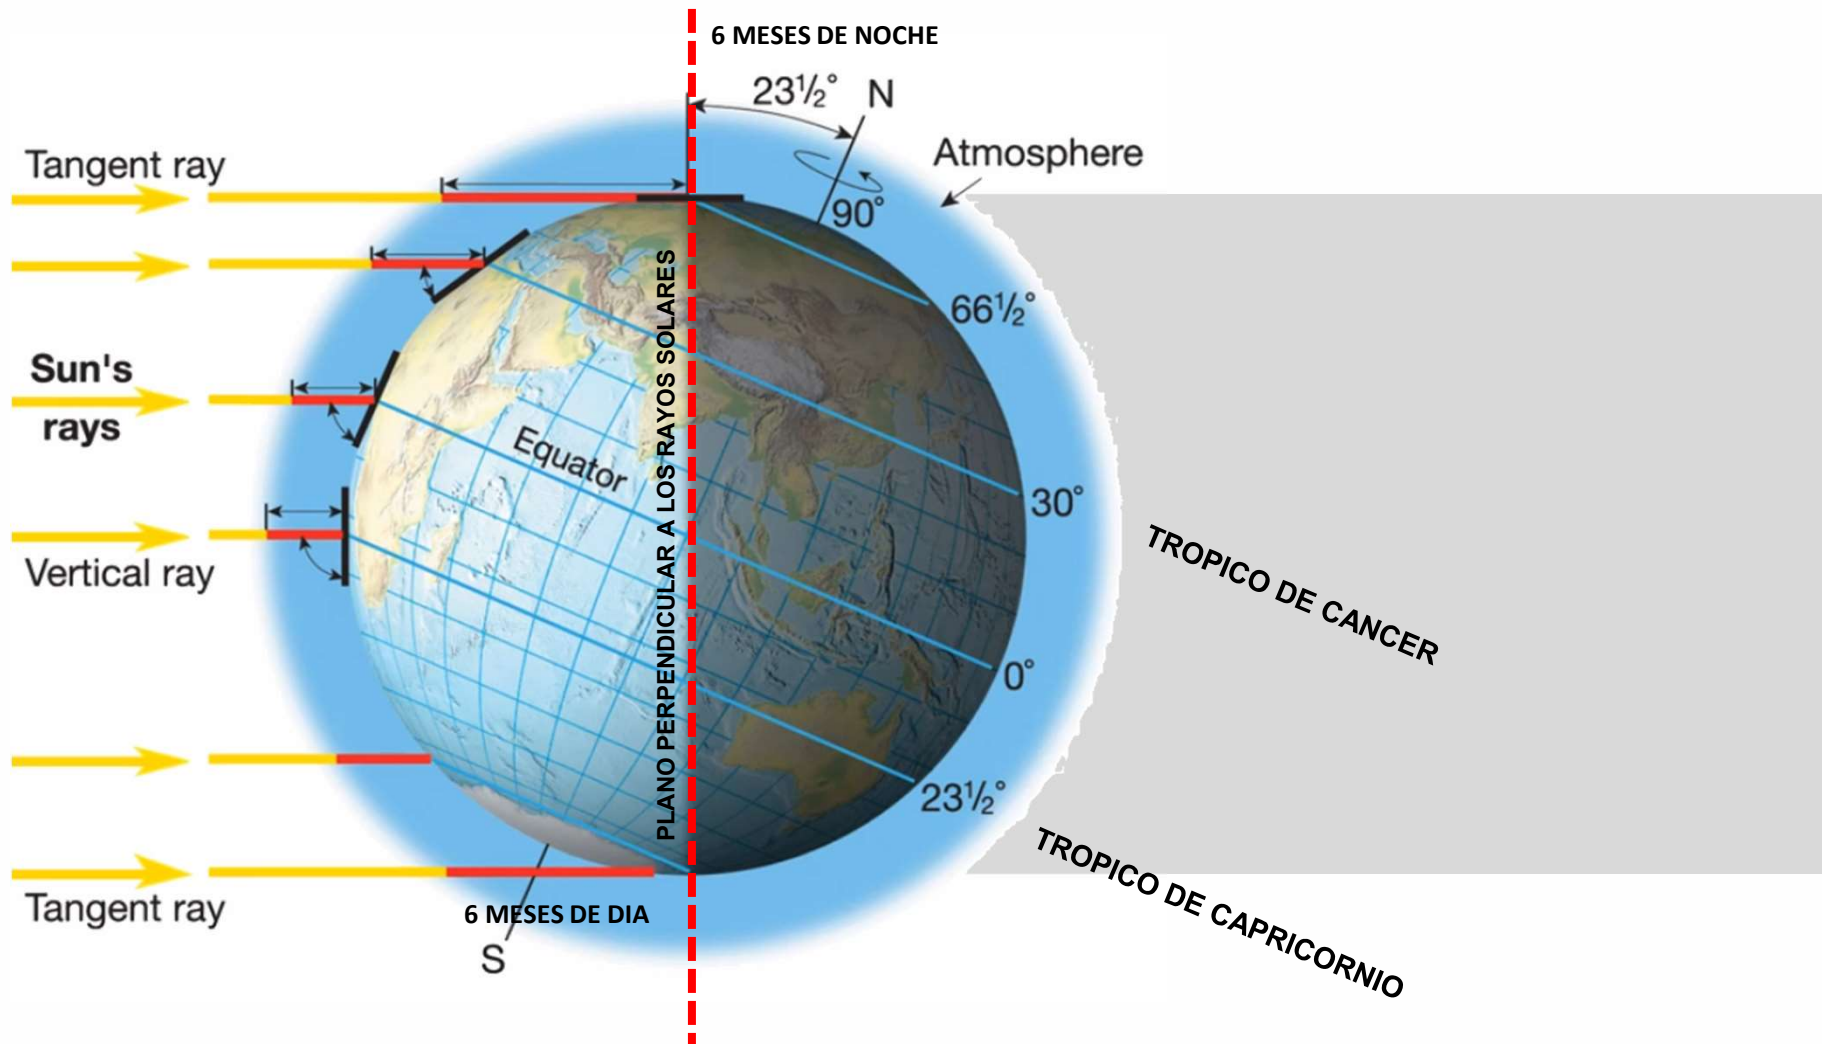 6 MESES DE NOCHE
23½°
N
Atmosphere
Tangent ray
90°
66½°
PLANO PERPENDICULAR A LOS RAYOS SOLARES
Sun's
rays
Equator
30°
TROPICO DE CANCER
Vertical ray
0°
23½°
TROPICO DE CAPRICORNIO
Tangent ray
6 MESES DE DIA
S